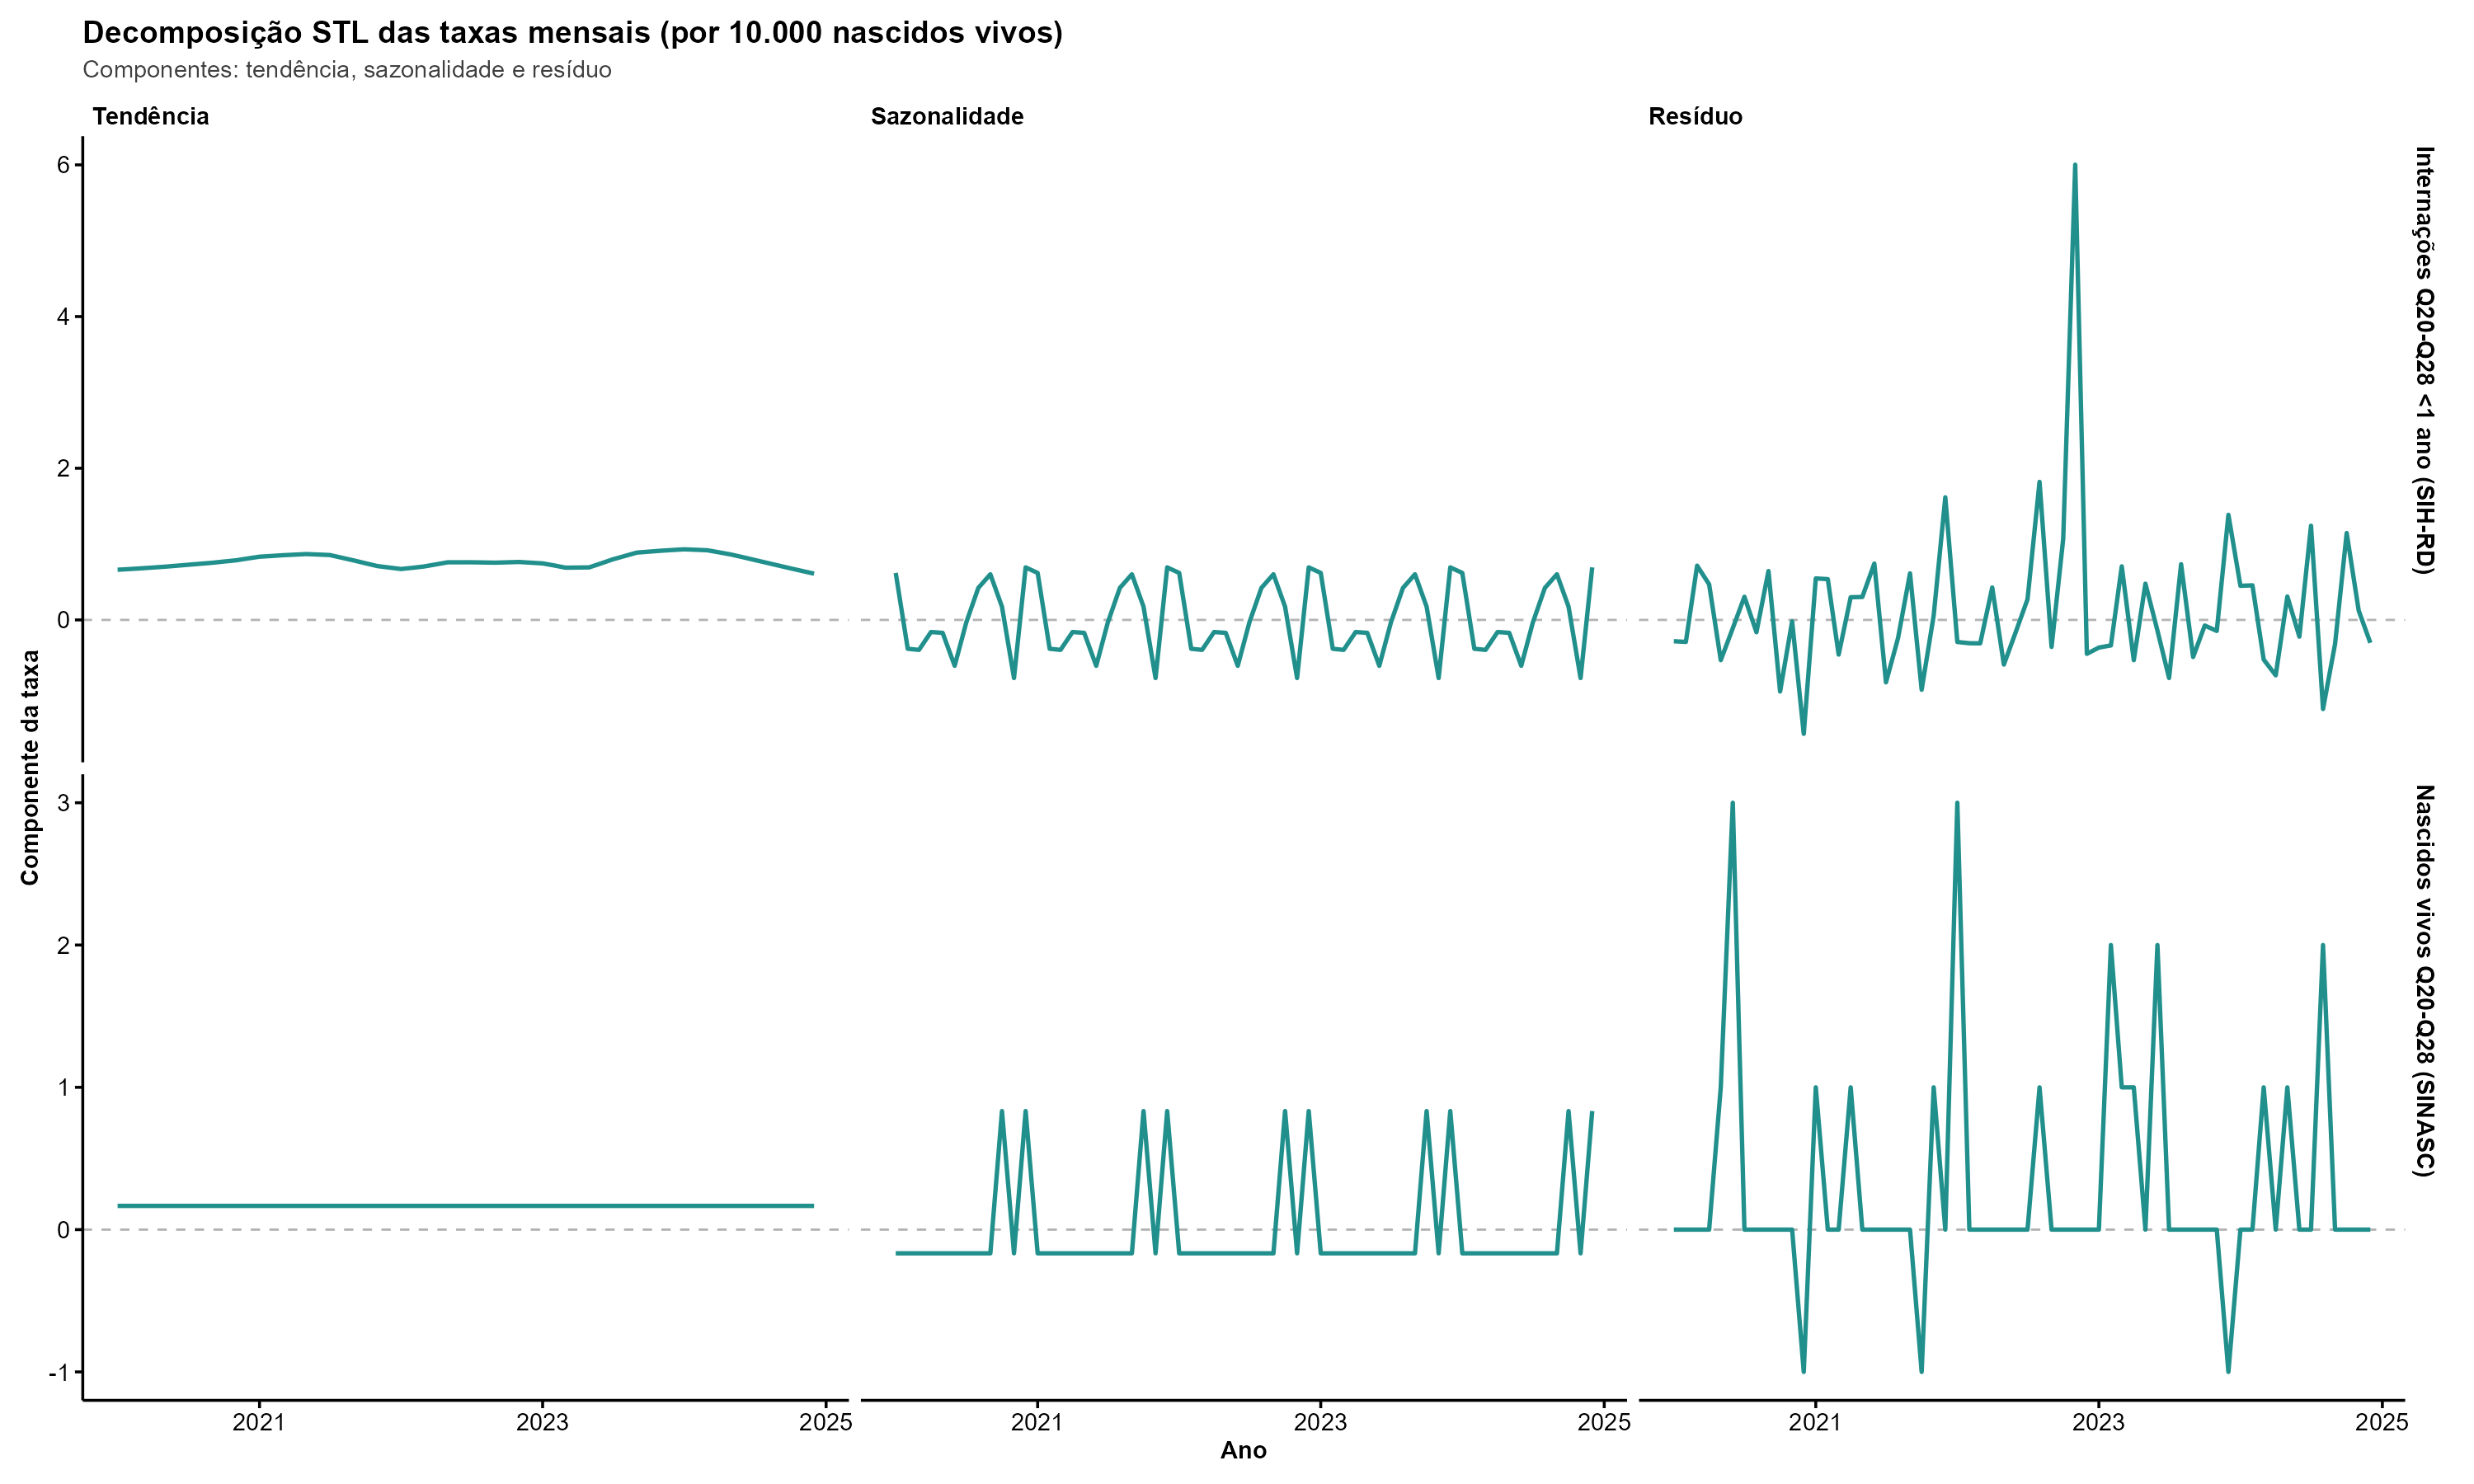 Decomposição STL das taxas mensais (por 10.000 nascidos vivos)
Componentes: tendência, sazonalidade e resíduo
Tendência
Sazonalidade
Resíduo
6
4
2
0
Internações Q20-Q28 <1 ano (SIH-RD)
Componente da taxa
3
2
1
0
-1
Nascidos vivos Q20-Q28 (SINASC)
2021
2023
2025
2021
2023
2025
2021
2023
2025
Ano